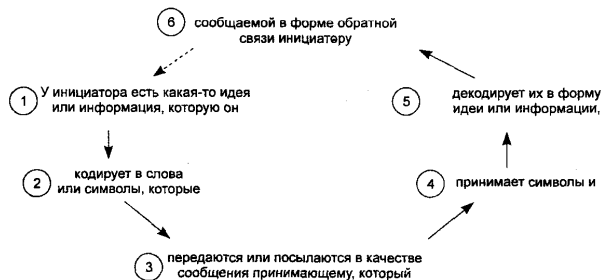 6 сообщаемой в форме обратной
связи инициатеру
1 У инициатора есть какая-то идея
или информация, которую он
5 декодирует их в форму
идеи или информации,
2 кодирует в слова
или символы, которые
4 принимает символы и
3 передаются или посылаются в качестве
сообщения принимающему, который